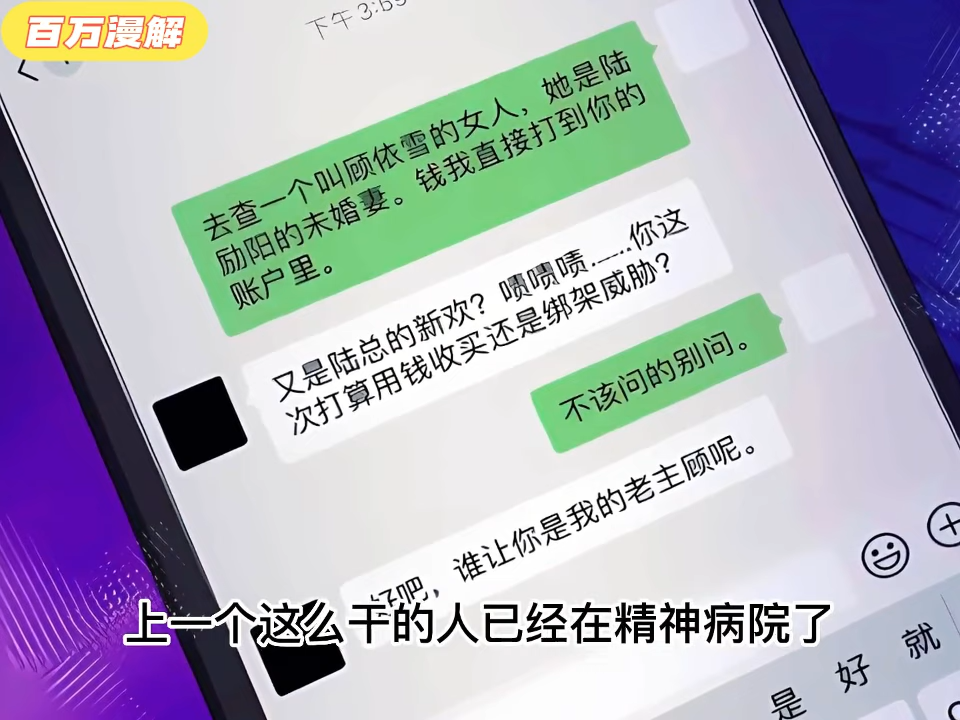 百万漫解
下午 3:59
去查一个叫顾依雪的女人，她是陆
励阳的未婚妻。钱我直接打到你的
账户里。
又是陆总的新欢？啧啧啧……你这
次打算用钱收买还是绑架威胁？
不该问的别问。
好吧，谁让你是我的老主顾呢。
上一个这么干的人已经在精神病院了
是 好 就